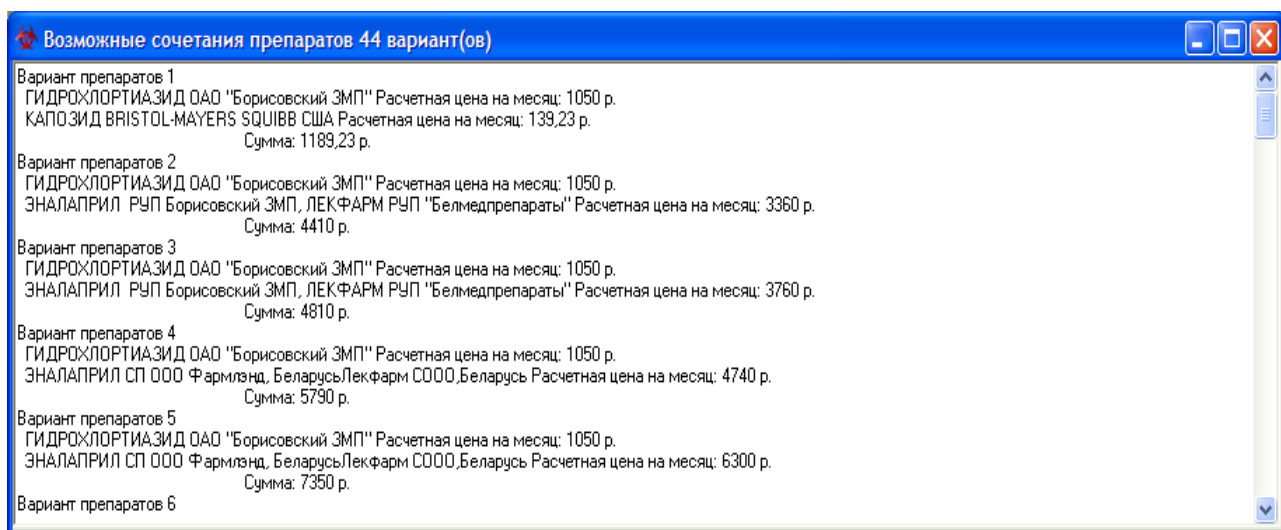 Возможные сочетания препаратов 44 вариант(ов)
Вариант препаратов 1
ГИДРОХЛОРТИАЗИД ОАО "Борисовский ЗМП" Расчетная цена на месяц: 1050 р.
КАПОЗИД BRISTOL-MAYERS SQUIBB США Расчетная цена на месяц: 139,23 р.
Сумма: 1189,23 р.
Вариант препаратов 2
ГИДРОХЛОРТИАЗИД ОАО "Борисовский ЗМП" Расчетная цена на месяц: 1050 р.
ЭНАЛАПРИЛ РУП Борисовский ЗМП, ЛЕКФАРМ РУП "Белмедпрепараты" Расчетная цена на месяц: 3360 р.
Сумма: 4410 р.
Вариант препаратов 3
ГИДРОХЛОРТИАЗИД ОАО "Борисовский ЗМП" Расчетная цена на месяц: 1050 р.
ЭНАЛАПРИЛ РУП Борисовский ЗМП, ЛЕКФАРМ РУП "Белмедпрепараты" Расчетная цена на месяц: 3760 р.
Сумма: 4810 р.
Вариант препаратов 4
ГИДРОХЛОРТИАЗИД ОАО "Борисовский ЗМП" Расчетная цена на месяц: 1050 р.
ЭНАЛАПРИЛ СП ООО Фармлэнд, БеларусьЛекфарм СООО,Беларусь Расчетная цена на месяц: 4740 р.
Сумма: 5790 р.
Вариант препаратов 5
ГИДРОХЛОРТИАЗИД ОАО "Борисовский ЗМП" Расчетная цена на месяц: 1050 р.
ЭНАЛАПРИЛ СП ООО Фармлэнд, БеларусьЛекфарм СООО,Беларусь Расчетная цена на месяц: 6300 р.
Сумма: 7350 р.
Вариант препаратов 6